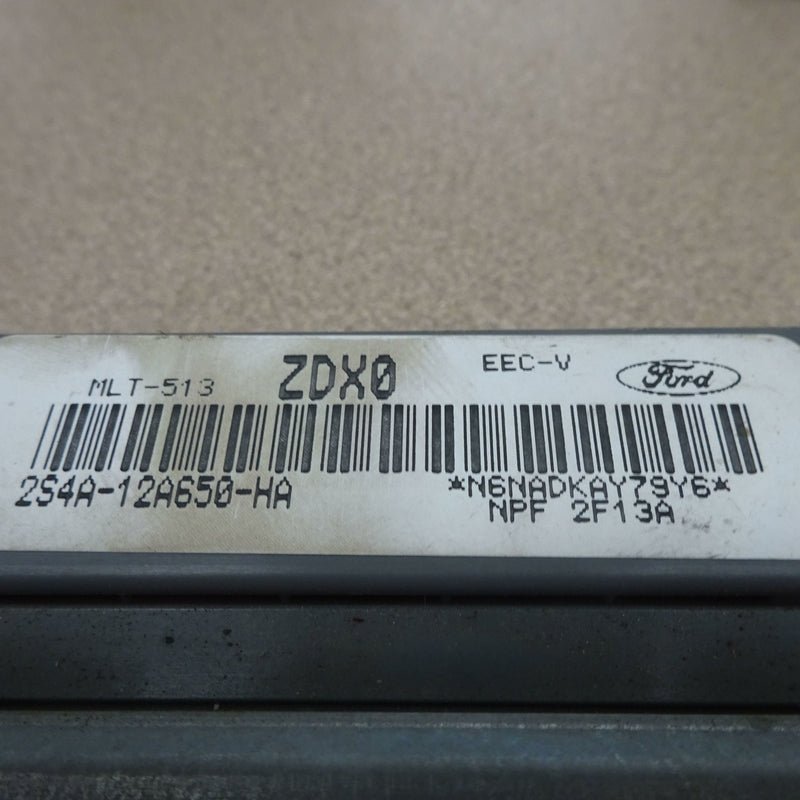 MLT-513 ZDX0 EEC-V Ford
2S4A-12A650-HA *N6NADKAY79Y6*
NPF 2F13A